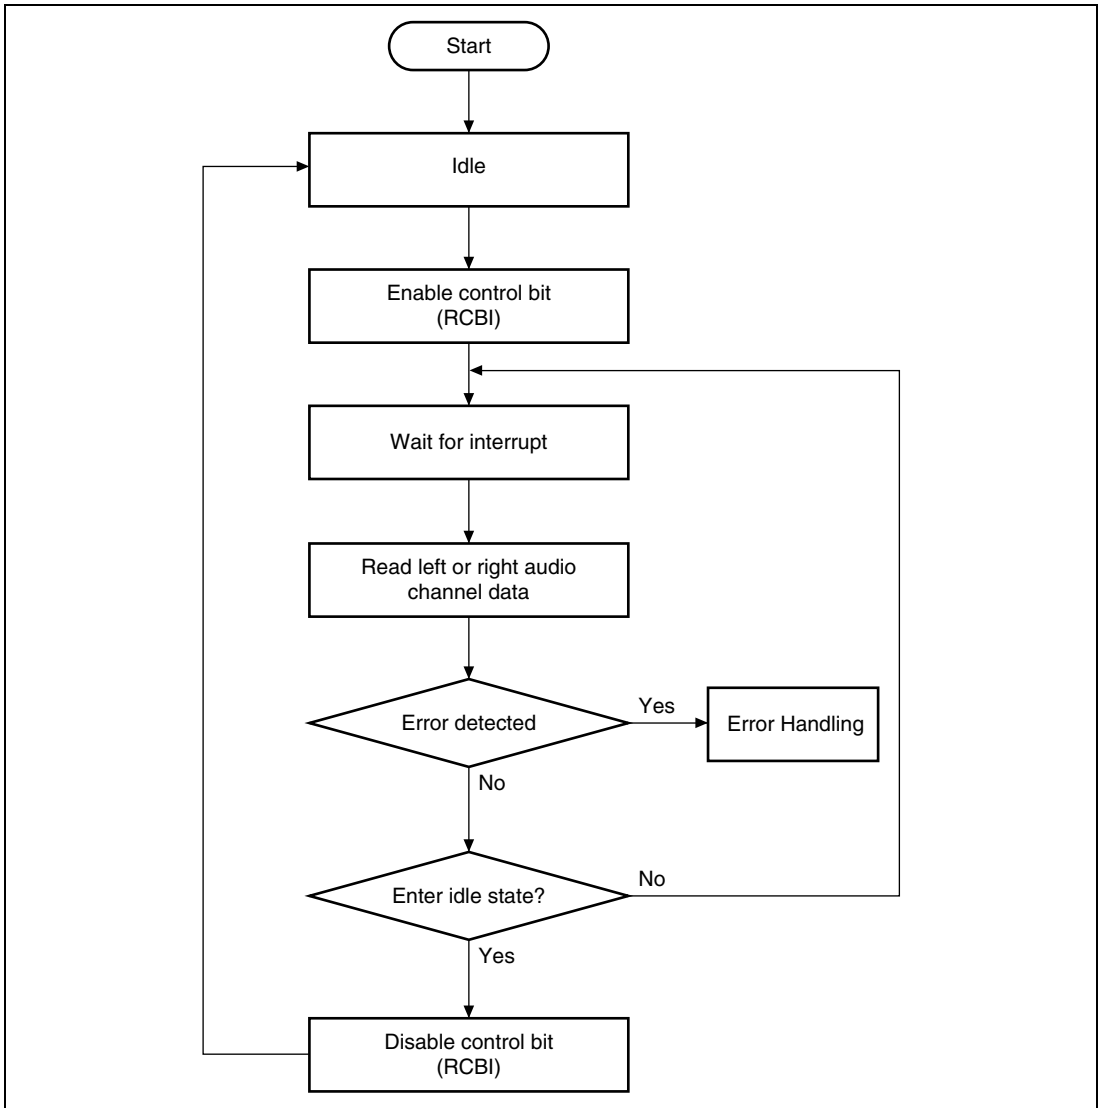 Start
Idle
Enable control bit
(RCBI)
Wait for interrupt
Read left or right audio
channel data
Error detected
Yes
Error Handling
No
Enter idle state?
No
Yes
Disable control bit
(RCBI)